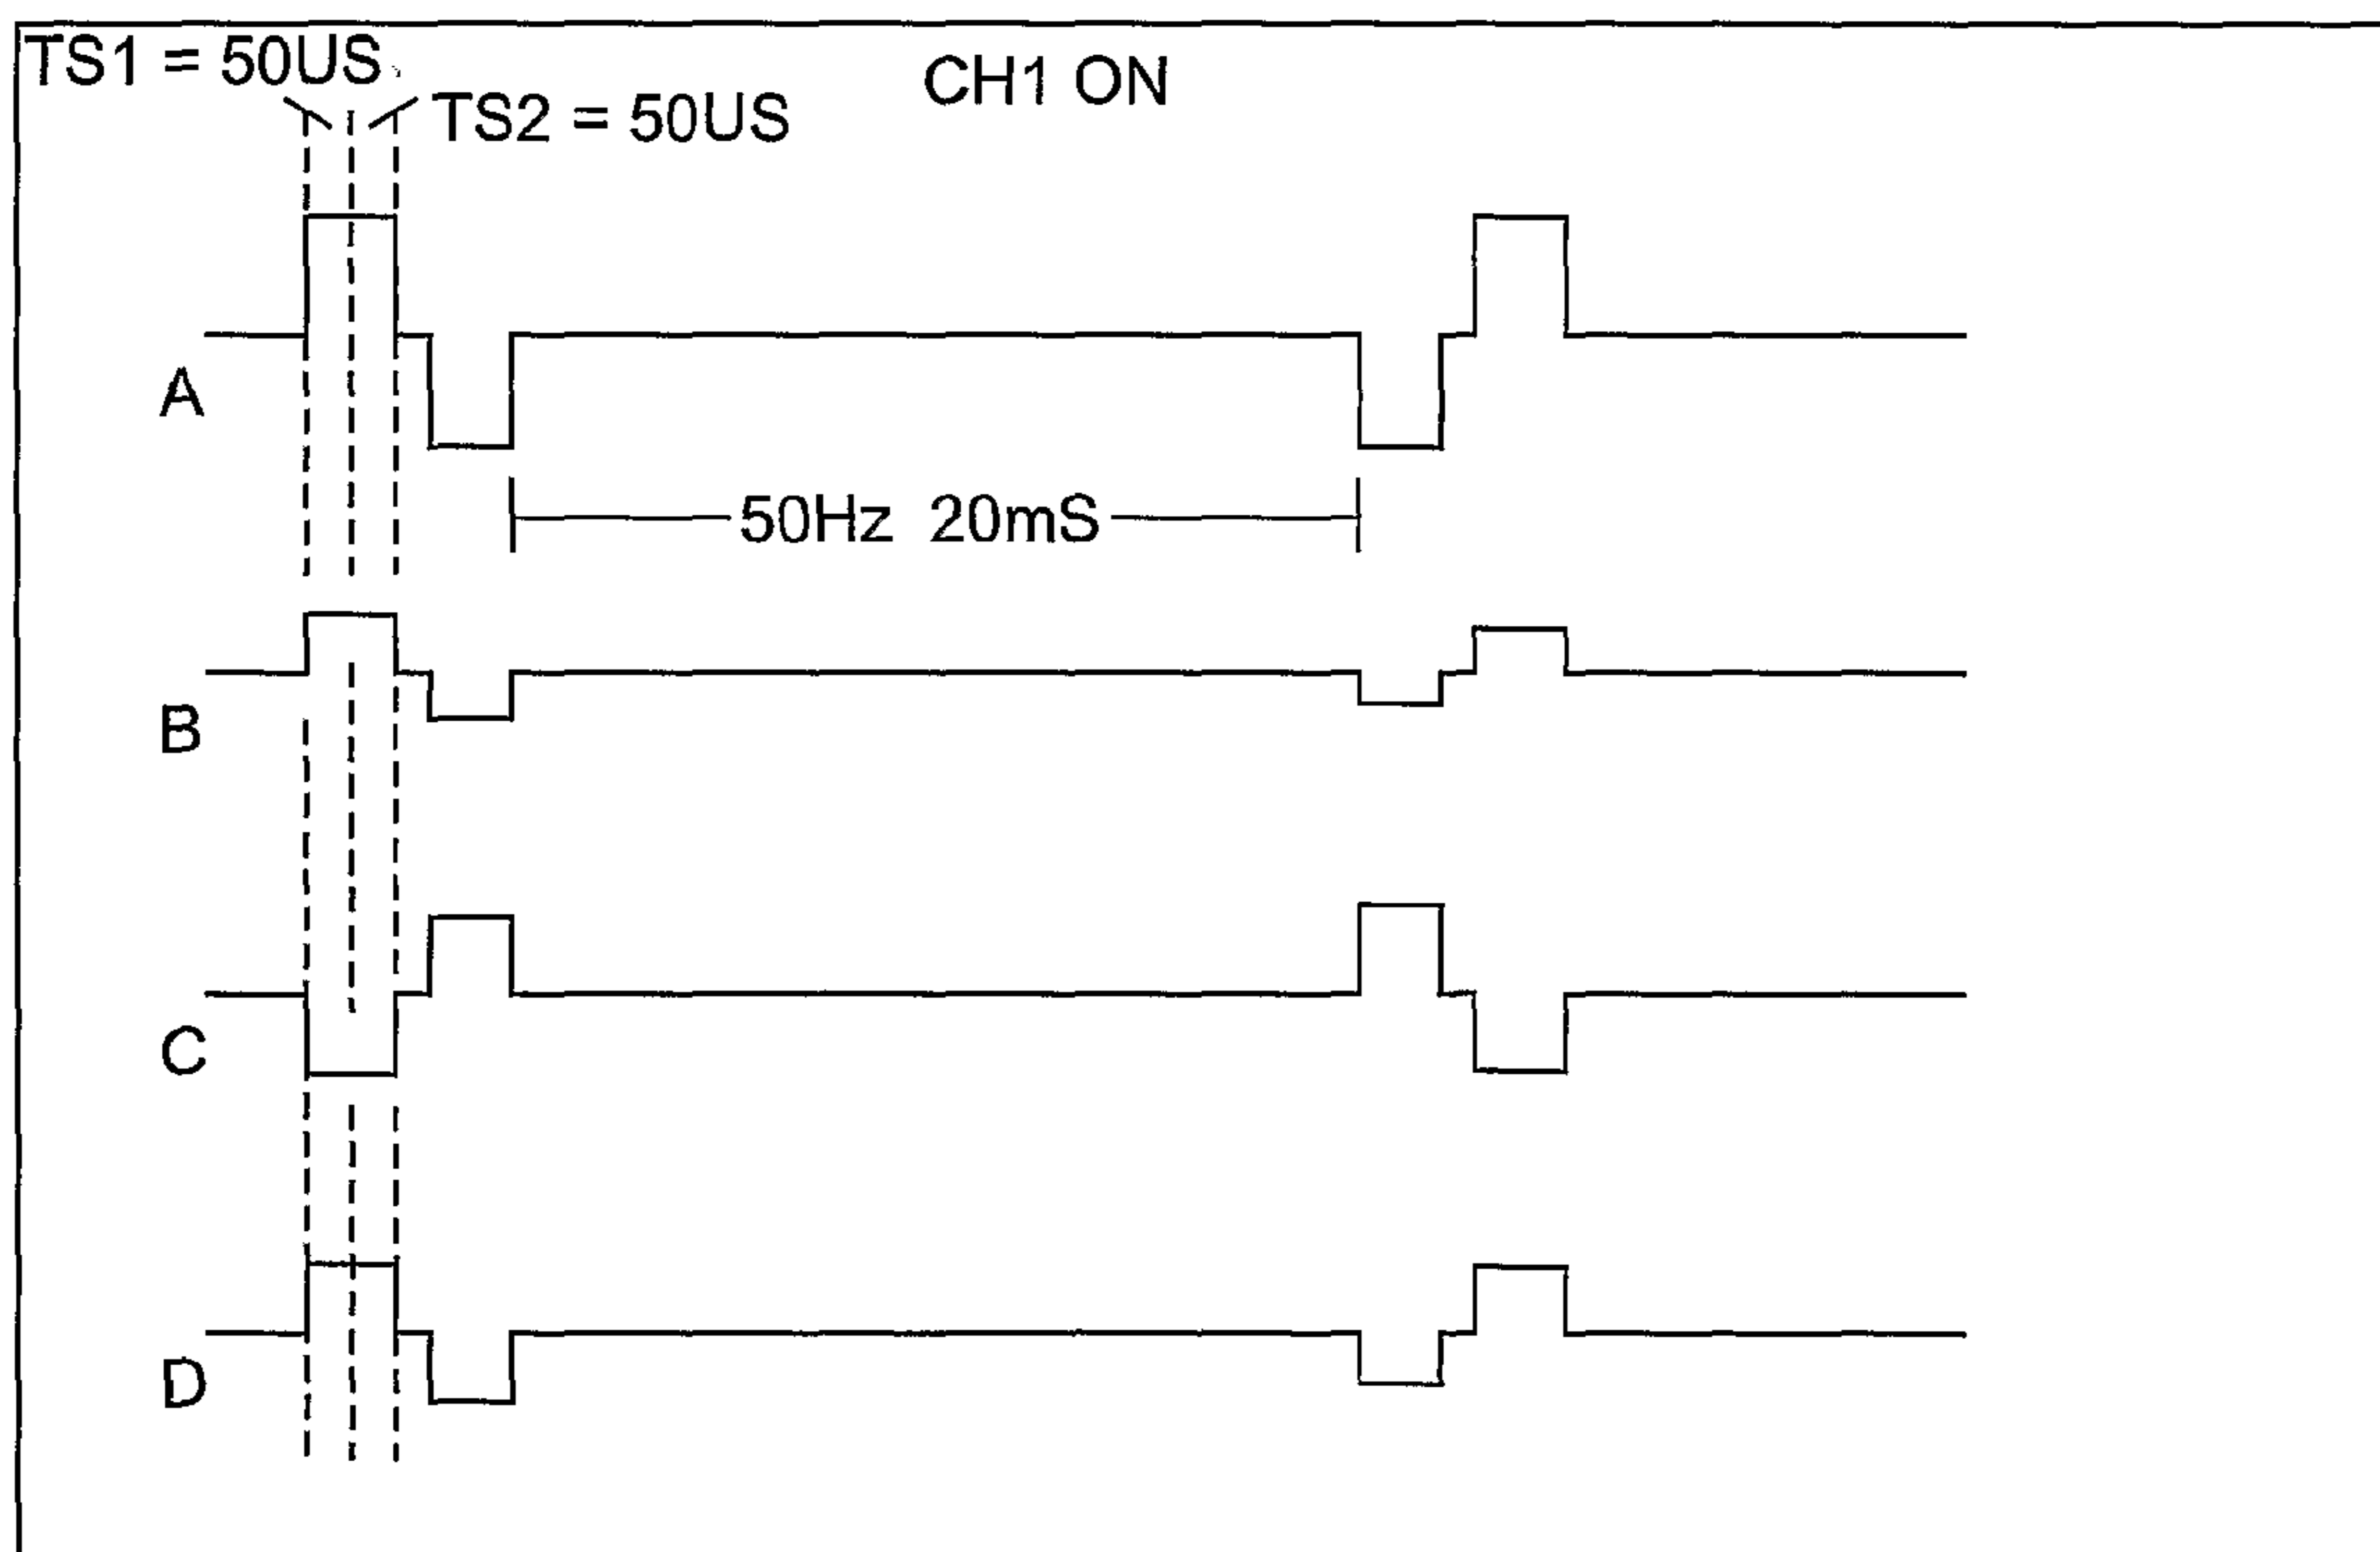 TS1 = 50US
CH1 ON
TS2 = 50US
A
50Hz 20mS
B
C
D